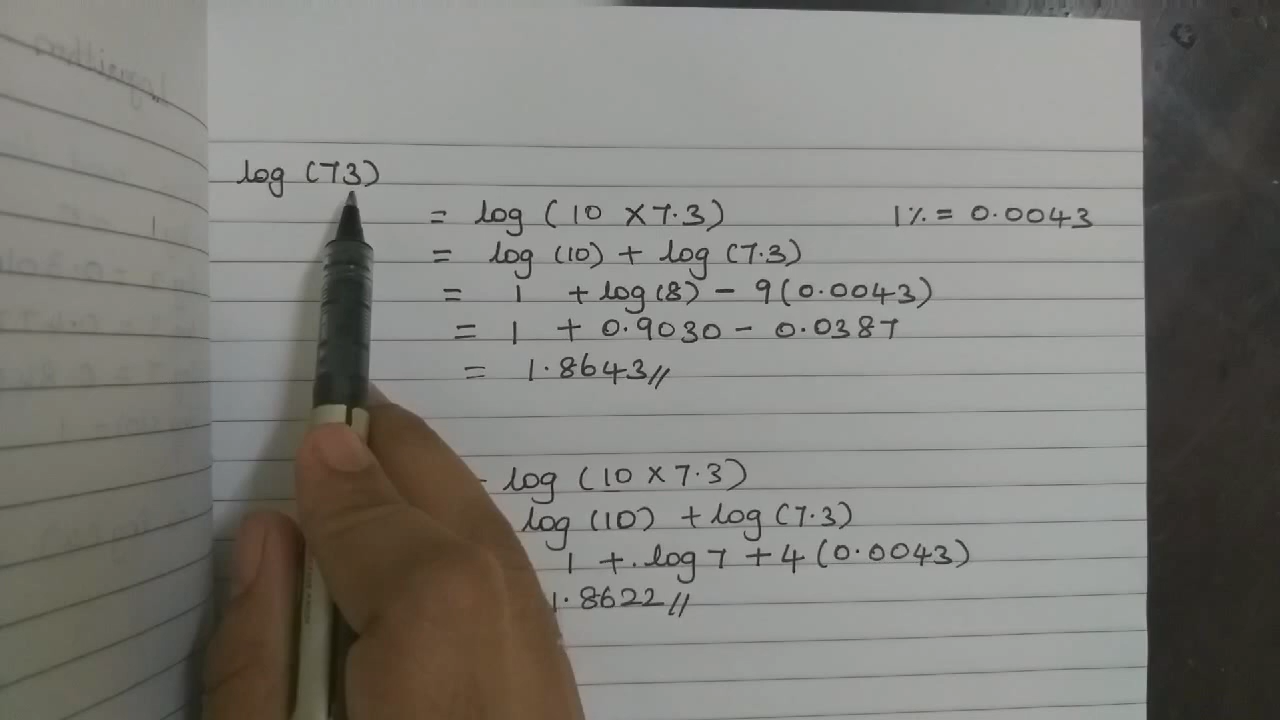 log (73)
= log (10 × 7.3)
1% = 0.0043
= log (10) + log (7.3)
= 1 + log (8) - 9 (0.0043)
= 1 + 0.9030 - 0.0387
= 1.8643//
log (10 × 7.3)
log (10) + log (7.3)
1 + . log 7 + 4 (0.0043)
1.8622//